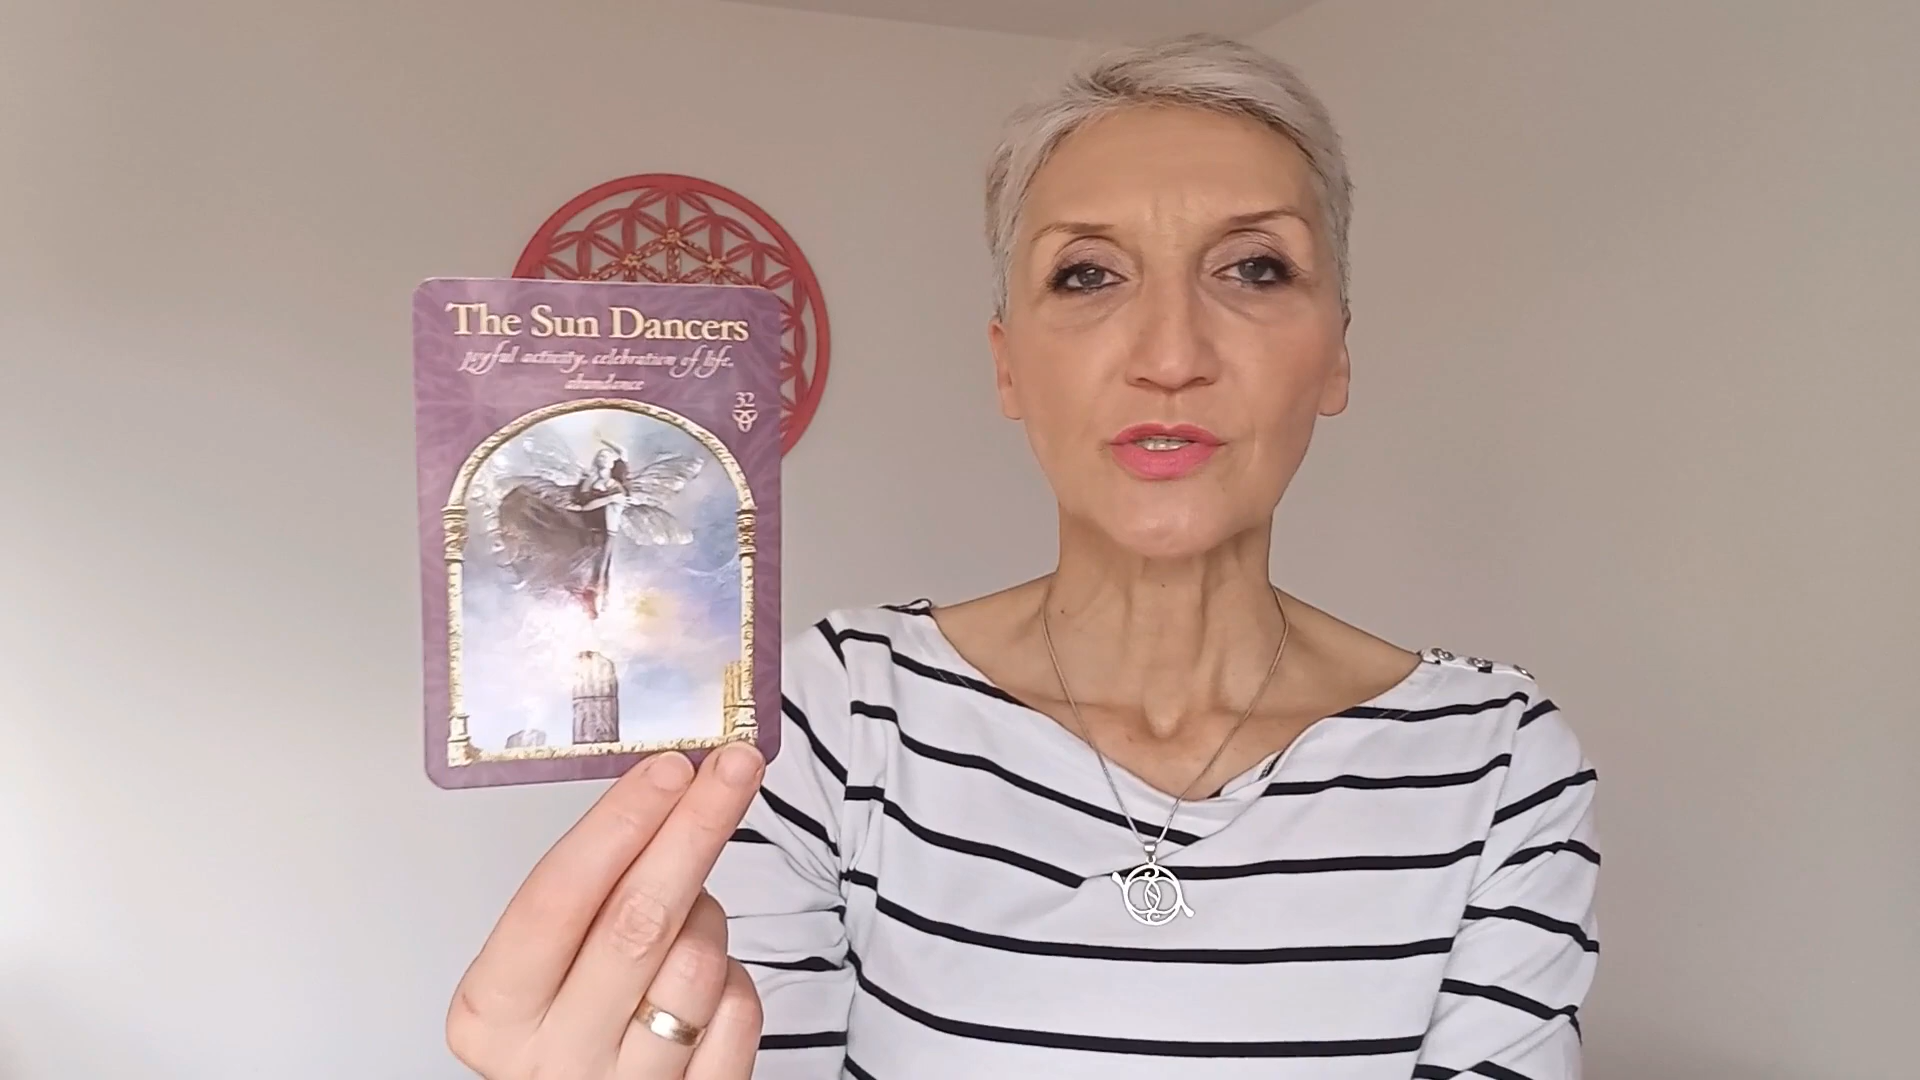 The Sun Dancers
joyful activity, celebration of life,
abundance
32